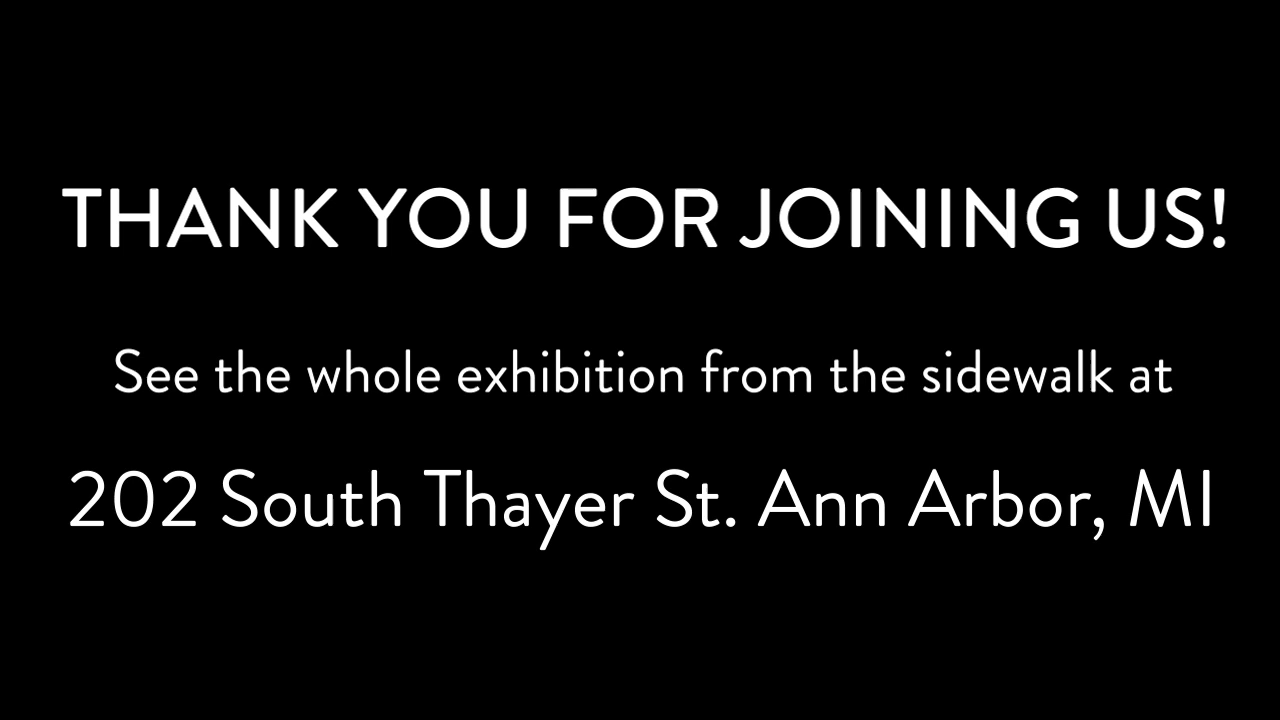 THANK YOU FOR JOINING US!
See the whole exhibition from the sidewalk at
202 South Thayer St. Ann Arbor, MI